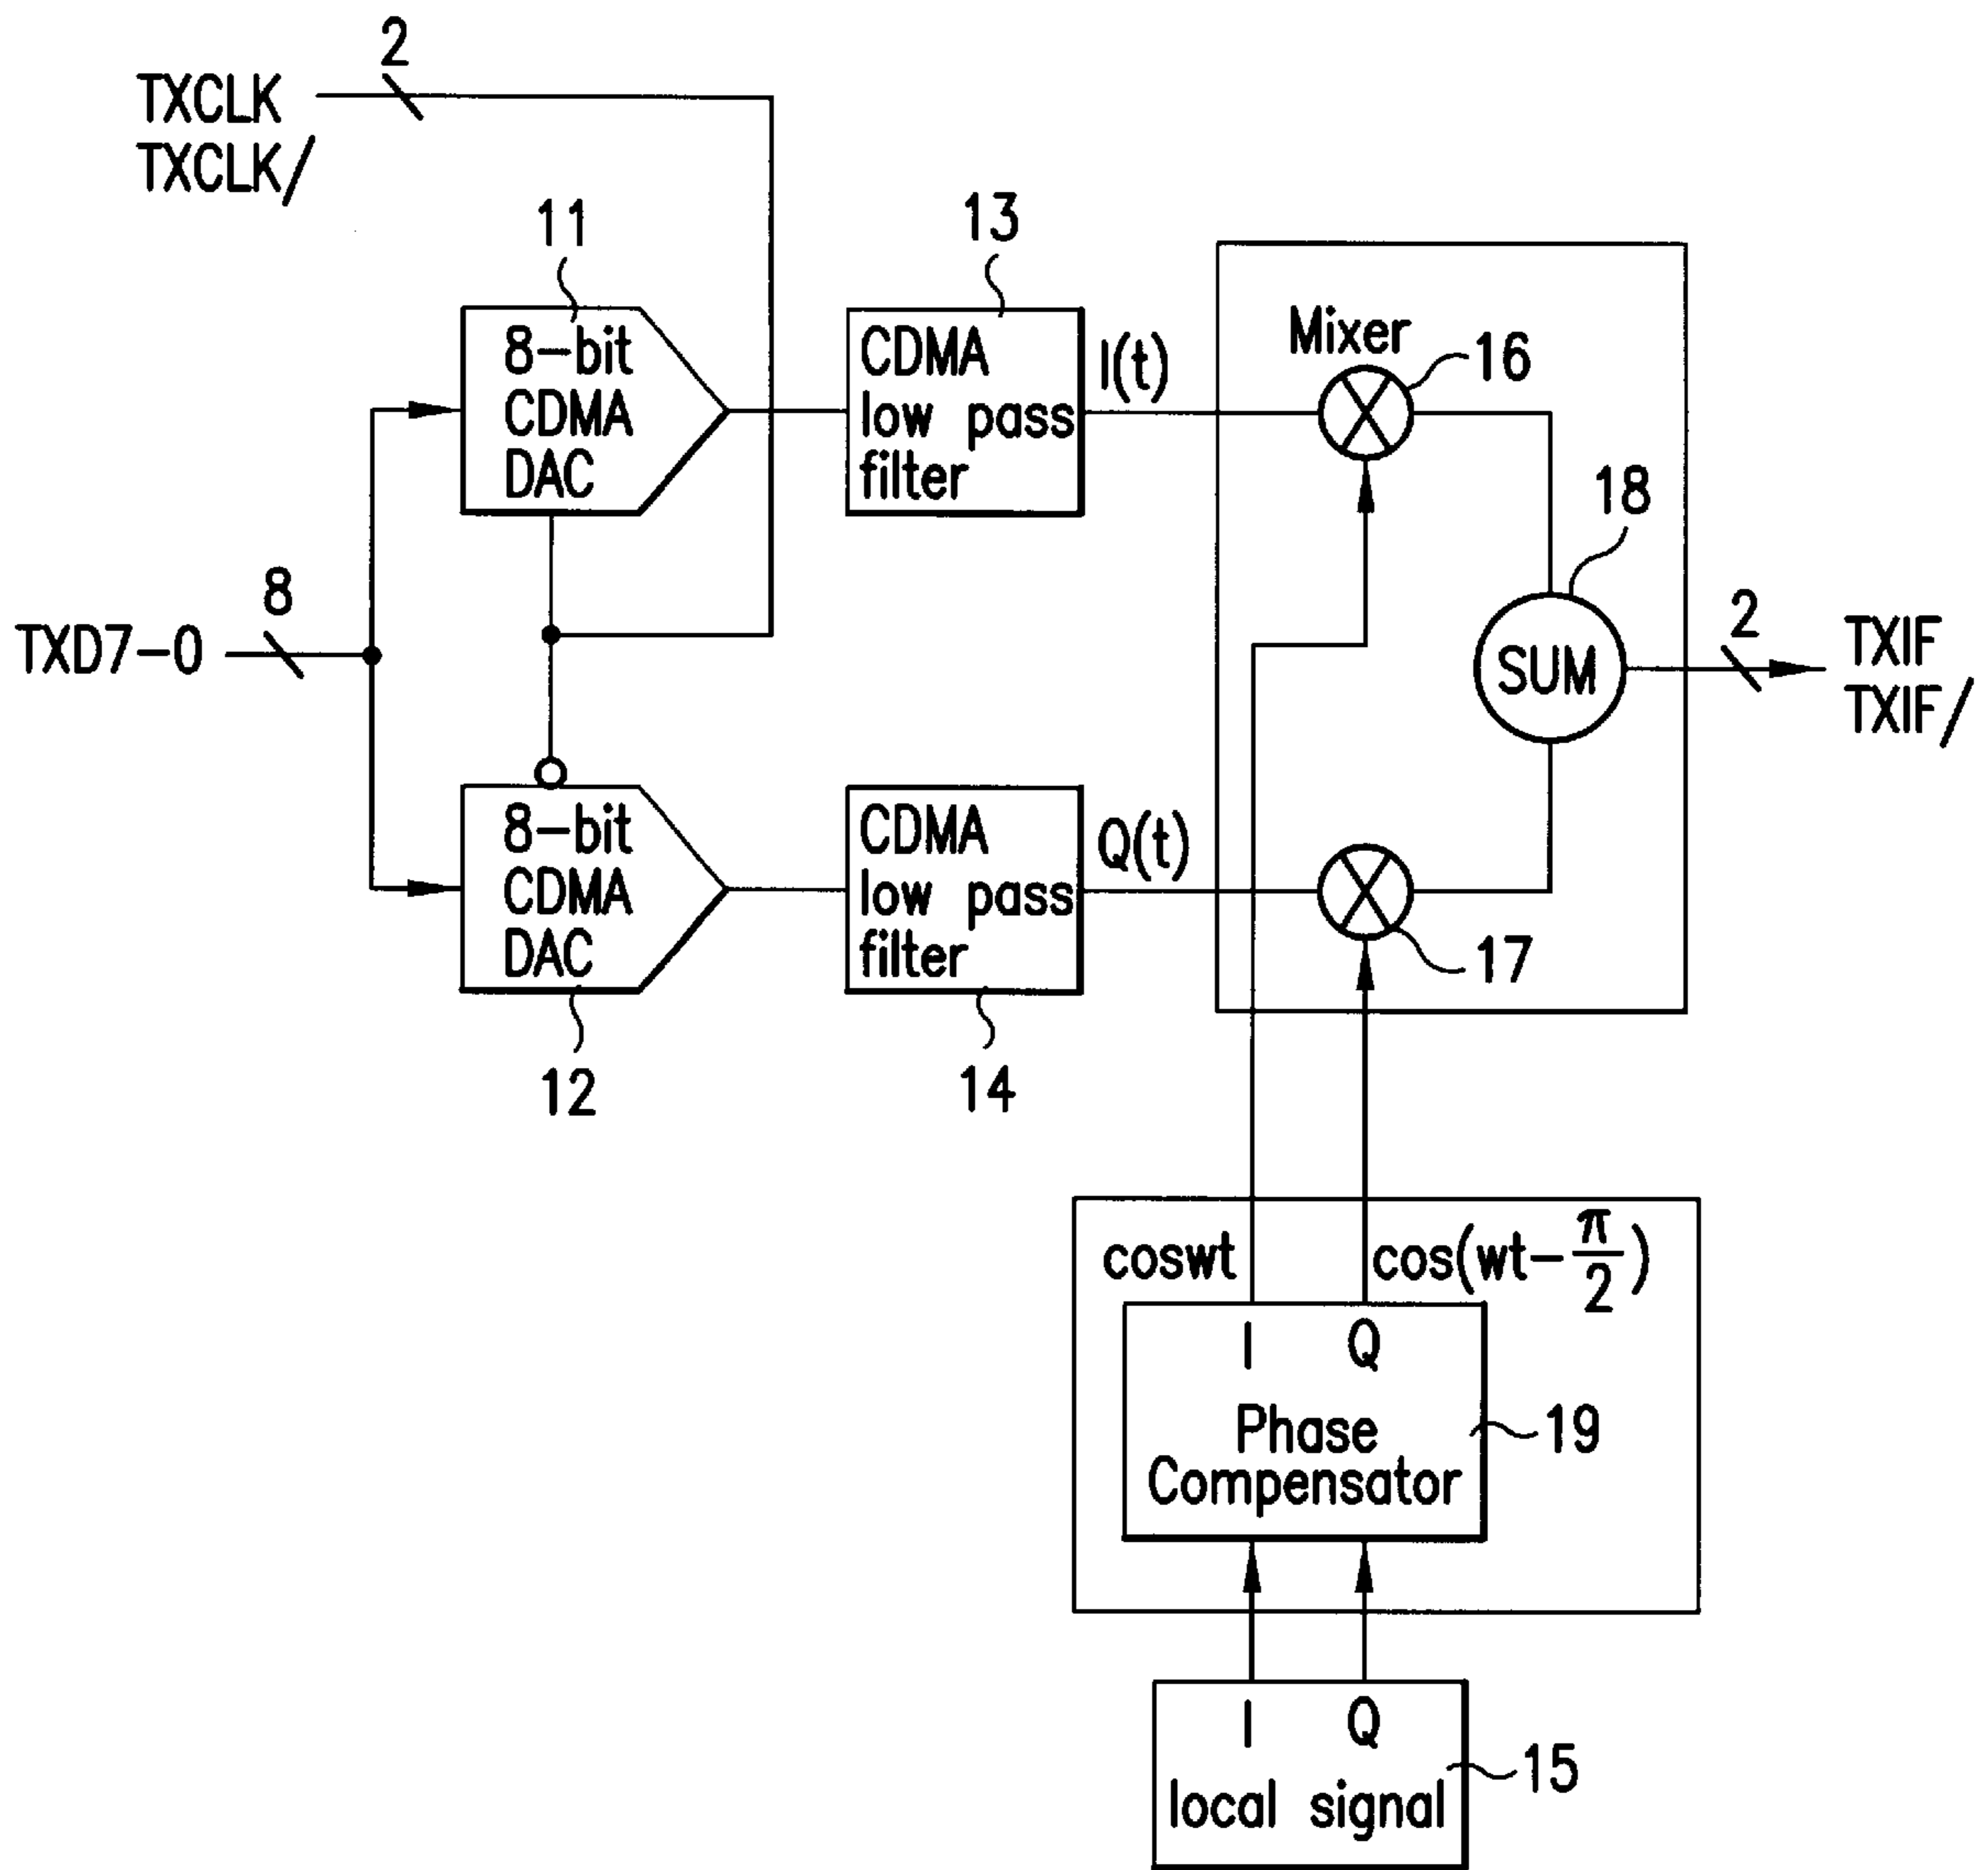 2
TXCLK
TXCLK/
11
13
8-bit
CDMA
DAC
CDMA
low pass
filter
I(t)
Mixer
16
18
8
TXD7-0
SUM
2
TXIF
TXIF/
8-bit
CDMA
DAC
CDMA
low pass
filter
Q(t)
17
12
14
coswt
cos(wt-π/2)
I Q
Phase
Compensator
19
I Q
local signal
15